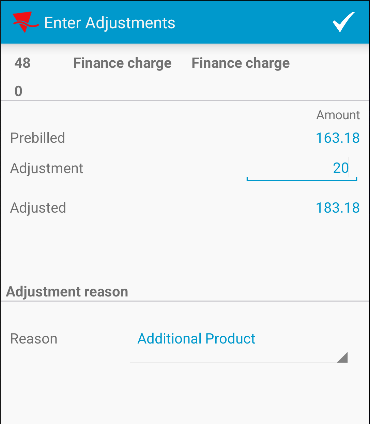 Enter Adjustments
48 Finance charge Finance charge
0
Amount
Prebilled 163.18
Adjustment 20
Adjusted 183.18
Adjustment reason
Reason Additional Product